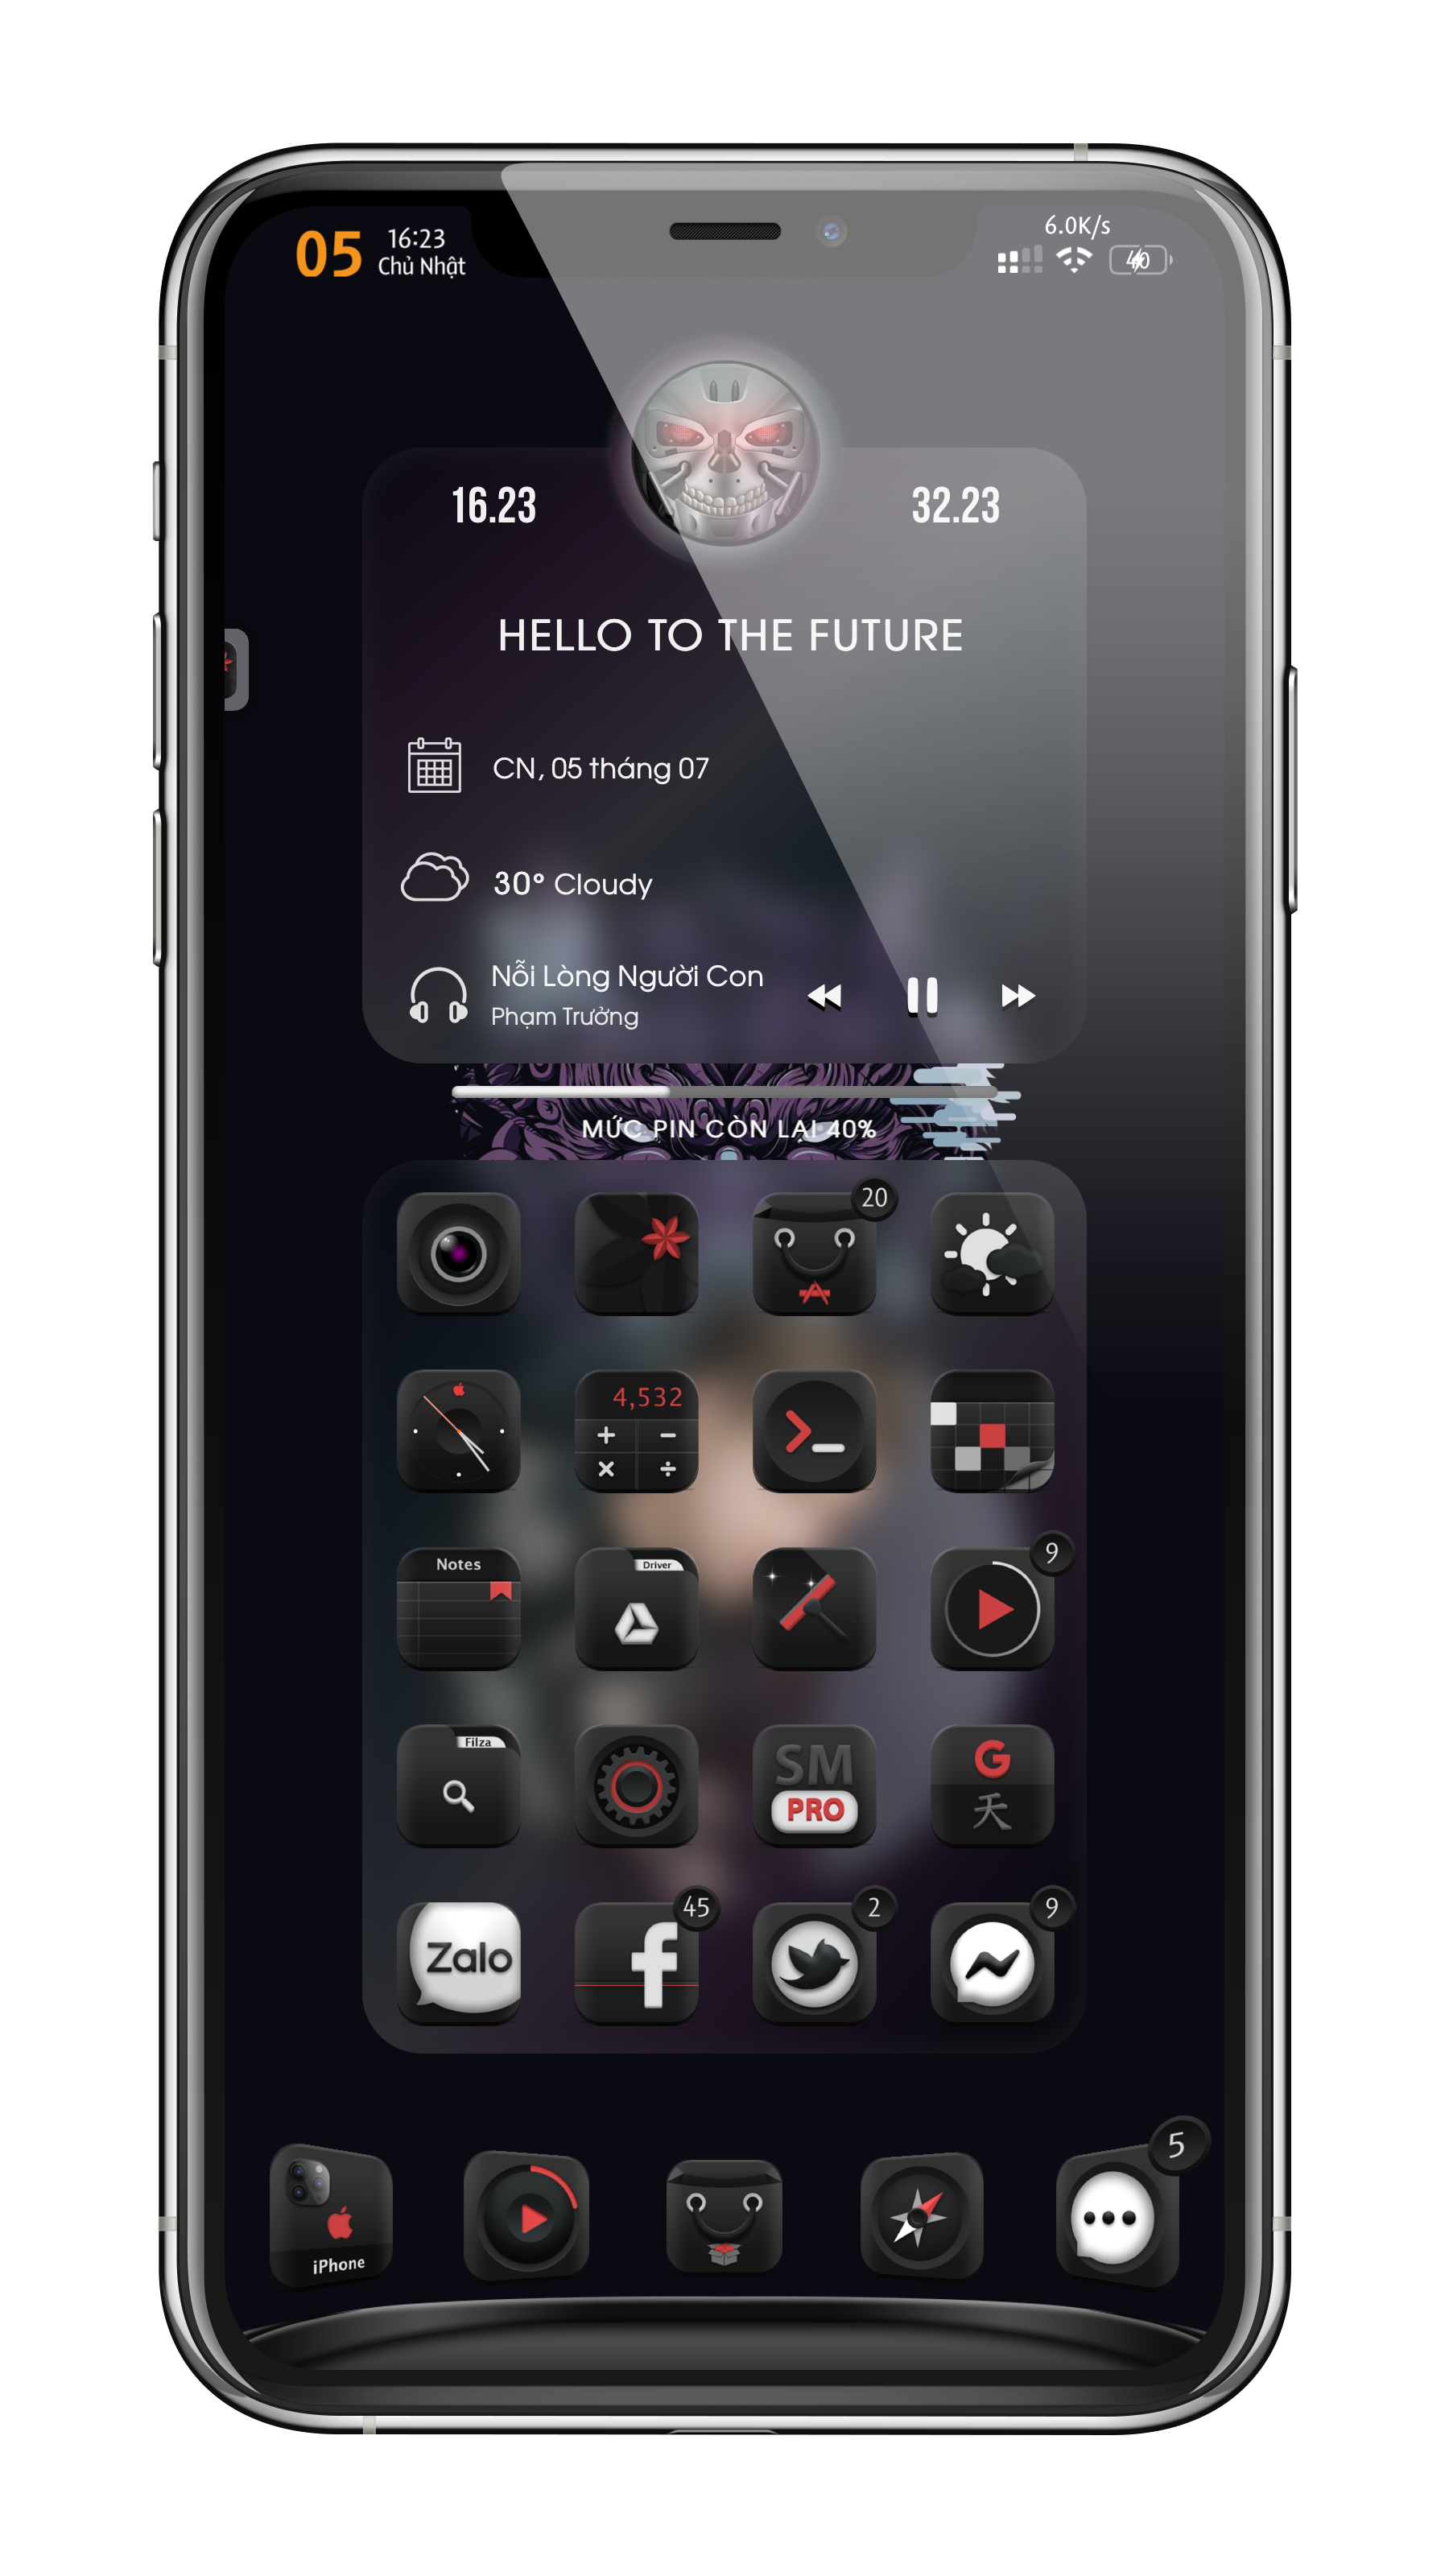 05
16:23
Chủ Nhật
6.0K/s
40
16.23
32.23
HELLO TO THE FUTURE
CN, 05 tháng 07
30° Cloudy
Nỗi Lòng Người Con
Phạm Trưởng
MỨC PIN CÒN LẠI 40%
20
4,532
+ −
× ÷
Notes
Driver
9
Filza
SM
PRO
G
天
Zalo
45
2
9
iPhone
5